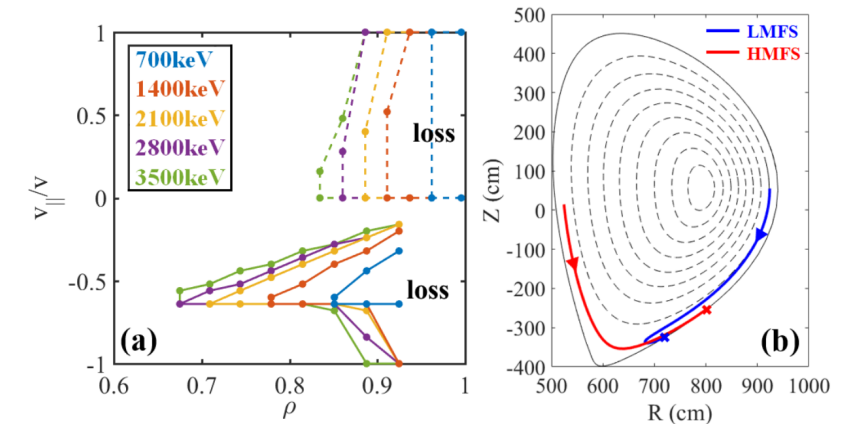 (a)
700keV
1400keV
2100keV
2800keV
3500keV
loss
loss
v||/v
1
0.5
0
-0.5
-1
0.6
0.7
0.8
0.9
1
ρ
(b)
LMFS
HMFS
Z (cm)
500
400
300
200
100
0
-100
-200
-300
-400
500
600
700
800
900
1000
R (cm)